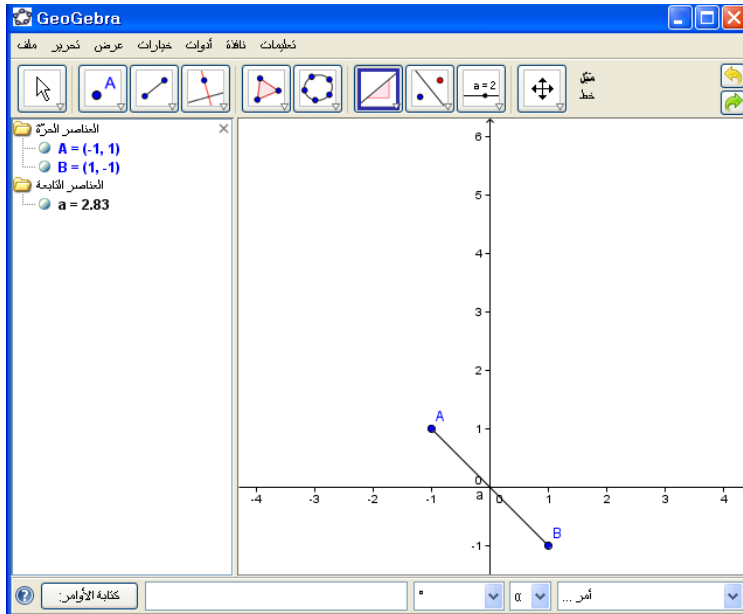 GeoGebra
ملف تحرير عرض خيارات أدوات نافذة تعليمات
A
a = 2
ميّل
خط
العناصر الحرّة
A = (-1, 1)
B = (1, -1)
العناصر التابعة
a = 2.83
6
5
4
3
2
A
1
0
-4 -3 -2 -1 a 0 1 2 3 4
B
-1
كتابة الأوامر:
°
α
أمر ...